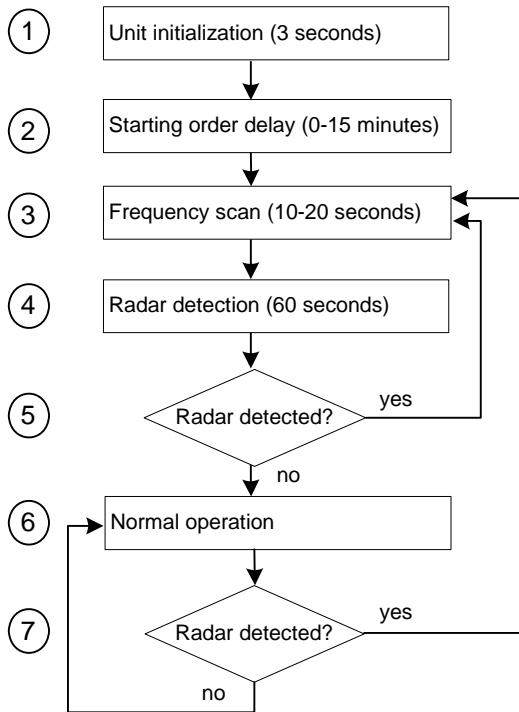 1
Unit initialization (3 seconds)
2
Starting order delay (0-15 minutes)
3
Frequency scan (10-20 seconds)
4
Radar detection (60 seconds)
5
Radar detected?
yes
no
6
Normal operation
7
Radar detected?
yes
no